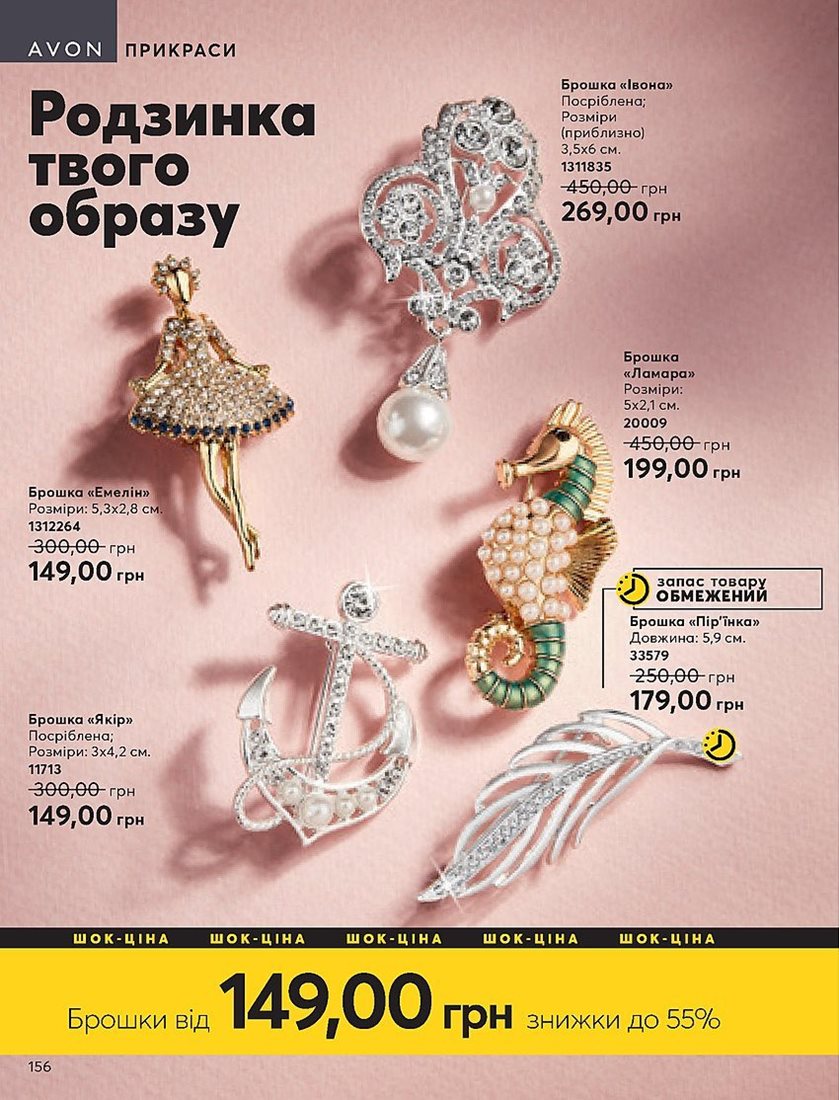 AVON ПРИКРАСИ
Родзинка
твого
образу
Брошка «Івона»
Посріблена;
Розміри
(приблизно)
3,5х6 см.
1311835
450,00 грн
269,00 грн
Брошка
«Ламара»
Розміри:
5х2,1 см.
20009
450,00 грн
199,00 грн
Брошка «Емелін»
Розміри: 5,3х2,8 см.
1312264
300,00 грн
149,00 грн
запас товару
ОБМЕЖЕНИЙ
Брошка «Пір'їнка»
Довжина: 5,9 см.
33579
250,00 грн
179,00 грн
Брошка «Якір»
Посріблена;
Розміри: 3х4,2 см.
11713
300,00 грн
149,00 грн
ШОК-ЦІНА ШОК-ЦІНА ШОК-ЦІНА ШОК-ЦІНА ШОК-ЦІНА
Брошки від 149,00 грн знижки до 55%
156